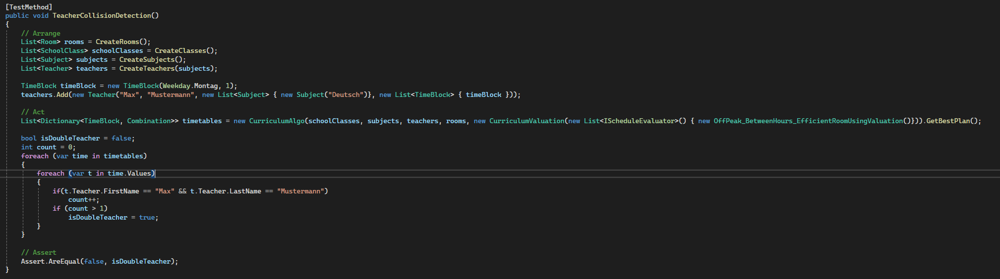 [TestMethod]
public void TeacherCollisionDetection()
{
// Arrange
List<Room> rooms = CreateRooms();
List<SchoolClass> schoolClasses = CreateClasses();
List<Subject> subjects = CreateSubjects();
List<Teacher> teachers = CreateTeachers(subjects);
TimeBlock timeBlock = new TimeBlock(Weekday.Montag, 1);
teachers.Add(new Teacher("Max", "Mustermann", new List<Subject> { new Subject("Deutsch")}, new List<TimeBlock> { timeBlock }));
// Act
List<Dictionary<TimeBlock, Combination>> timetables = new CurriculumAlgo(schoolClasses, subjects, teachers, rooms, new CurriculumValuation(new List<IScheduleEvaluator>() { new OffPeak_BetweenHours_EfficientRoomUsingValuation()})).GetBestPlan();
bool isDoubleTeacher = false;
int count = 0;
foreach (var time in timetables)
{
foreach (var t in time.Values)
{
if(t.Teacher.FirstName == "Max" && t.Teacher.LastName == "Mustermann")
count++;
if (count > 1)
isDoubleTeacher = true;
}
}
// Assert
Assert.AreEqual(false, isDoubleTeacher);
}